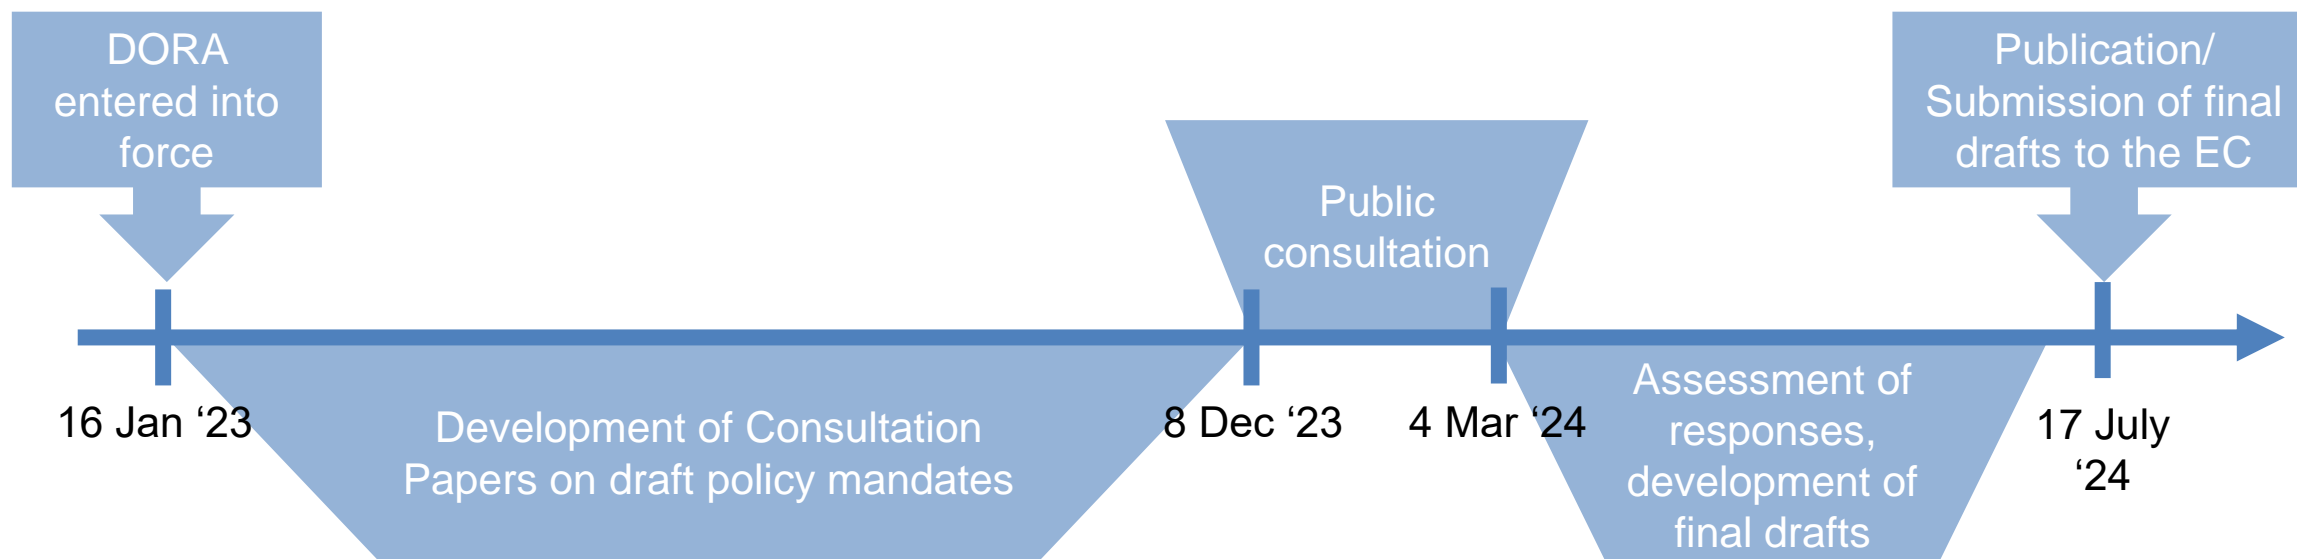 DORA
entered into
force
Publication/
Submission of final
drafts to the EC
Public
consultation
16 Jan ‘23
8 Dec ‘23
4 Mar ‘24
17 July
‘24
Development of Consultation
Papers on draft policy mandates
Assessment of
responses,
development of
final drafts